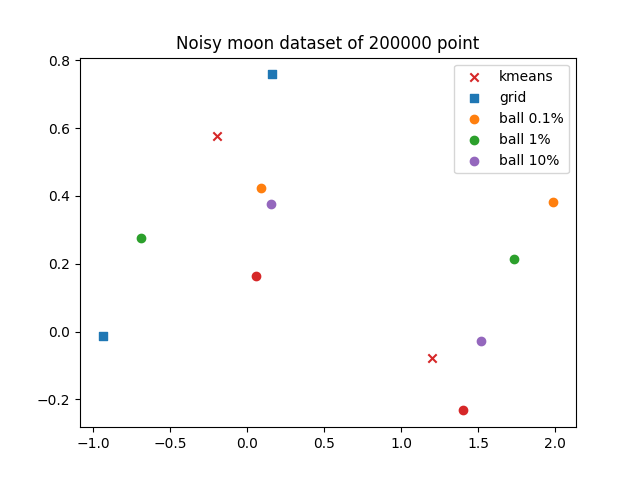 Noisy moon dataset of 200000 point
kmeans
grid
ball 0.1%
ball 1%
ball 10%
0.8
0.6
0.4
0.2
0.0
−0.2
−1.0 −0.5 0.0 0.5 1.0 1.5 2.0